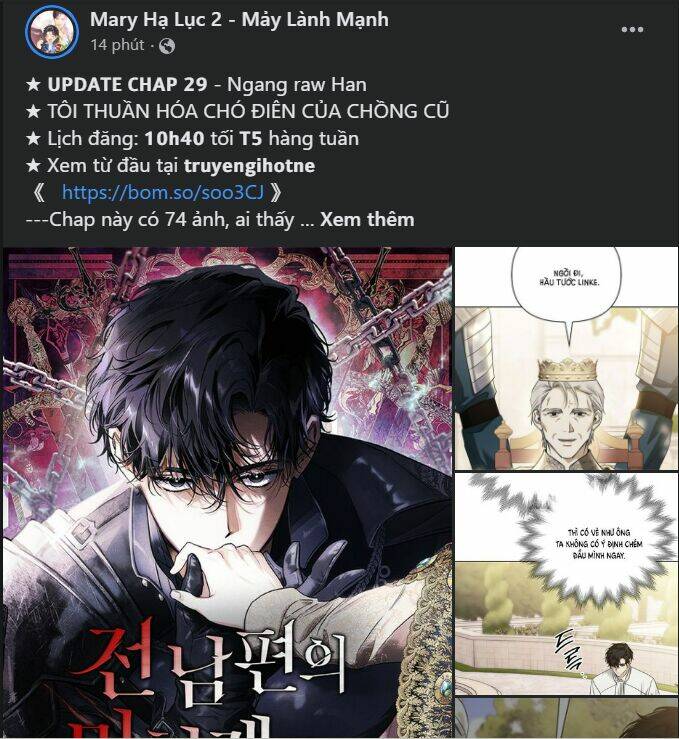 Mary Hạ Lục 2 - Mảy Lành Mạnh
14 phút ·
★ UPDATE CHAP 29 - Ngang raw Han
★ TÔI THUẦN HÓA CHÓ ĐIÊN CỦA CHỒNG CŨ
★ Lịch đăng: 10h40 tối T5 hàng tuần
★ Xem từ đầu tại truyengihotne
《 https://bom.so/soo3CJ 》
---Chap này có 74 ảnh, ai thấy ... Xem thêm
NGỒI ĐI,
HẦU TƯỚC LINKE.
THÌ CÓ VẺ NHƯ ÔNG
TA KHÔNG CÓ Ý ĐỊNH CHÉM
ĐẦU MÌNH NGAY.
전남편의